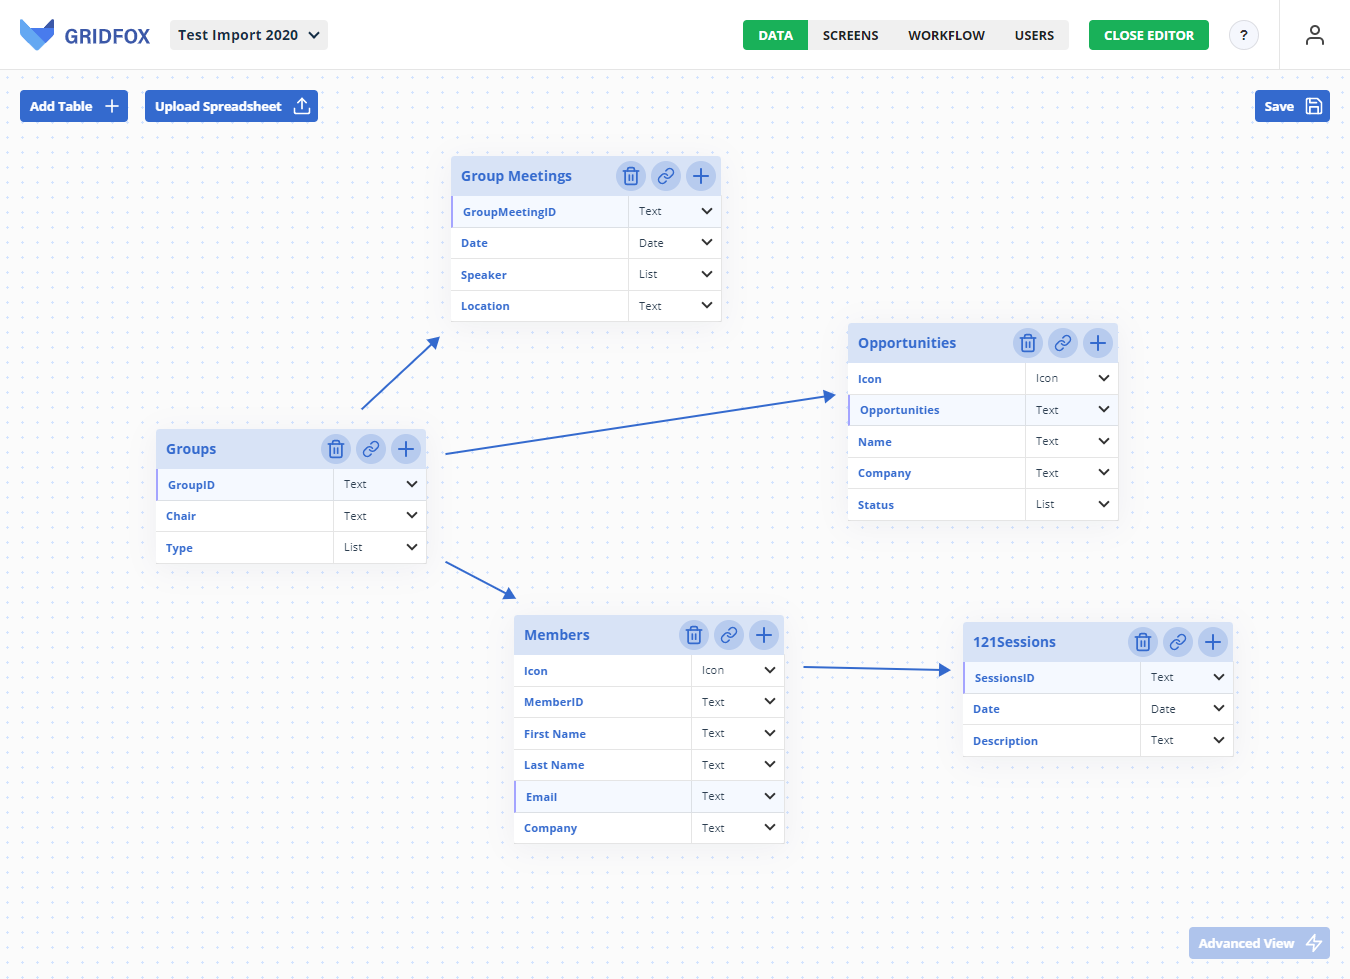 GRIDFOX
Test Import 2020
DATA
SCREENS
WORKFLOW
USERS
CLOSE EDITOR
?
Add Table
Upload Spreadsheet
Save
Group Meetings
GroupMeetingID Text
Date Date
Speaker List
Location Text
Opportunities
Icon Icon
Opportunities Text
Name Text
Company Text
Status List
Groups
GroupID Text
Chair Text
Type List
Members
Icon Icon
MemberID Text
First Name Text
Last Name Text
Email Text
Company Text
121Sessions
SessionsID Text
Date Date
Description Text
Advanced View